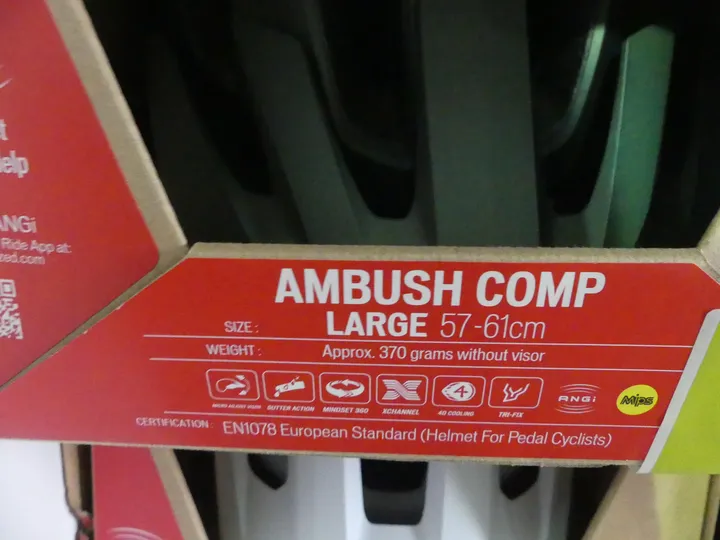 elp
ANGi
Ride App at:
zed.com
AMBUSH COMP
SIZE : LARGE 57-61cm
WEIGHT : Approx. 370 grams without visor
MICRO ADJUST VISOR GUTTER ACTION MINDSET 360 XCHANNEL 4D COOLING TRI-FIX ANGi Mips
4
CERTIFICATION : EN1078 European Standard (Helmet For Pedal Cyclists)